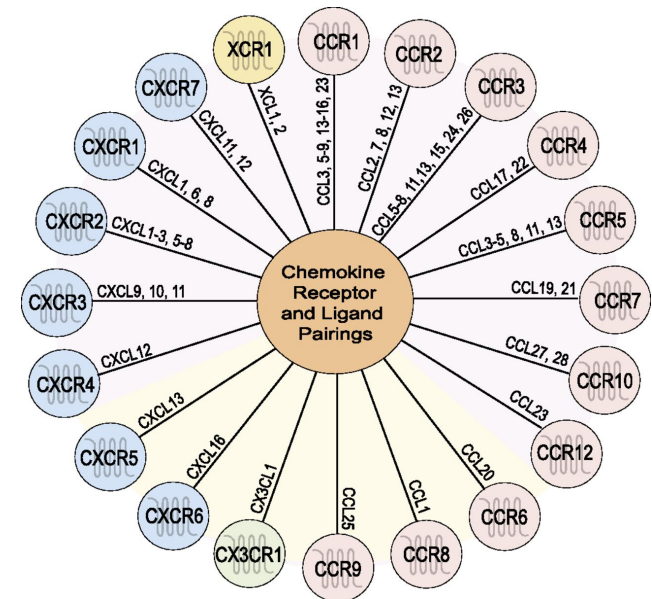 Chemokine
Receptor
and Ligand
Pairings
XCR1
XCL1, 2
CCR1
CCL3, 5-9, 13-16, 23
CCR2
CCL2, 7, 8, 12, 13
CCR3
CCL5-8, 11, 13, 15, 24, 26
CCR4
CCL17, 22
CCR5
CCL3-5, 8, 11, 13
CCR7
CCL19, 21
CCR10
CCL27, 28
CCR12
CCL23
CCR6
CCL20
CCR8
CCL1
CCR9
CCL25
CX3CR1
CX3CL1
CXCR6
CXCL16
CXCR5
CXCL13
CXCR4
CXCL12
CXCR3
CXCL9, 10, 11
CXCR2
CXCL1-3, 5-8
CXCR1
CXCL1, 6, 8
CXCR7
CXCL11, 12